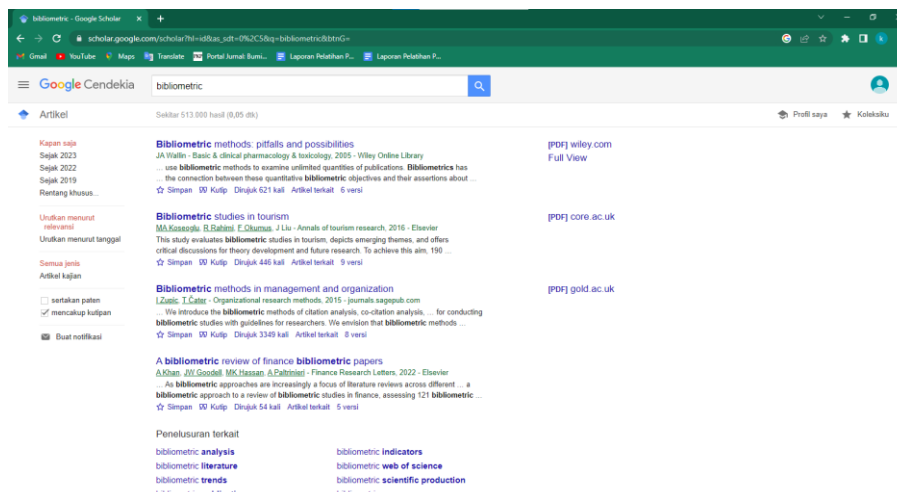 bibliometric - Google Scholar
scholar.google.com/scholar?hl=id&as_sdt=0%2C5&q=bibliometric&btnG=
Gmail YouTube Maps Translate Portal Jurnal: Bumi... Laporan Pelatihan P... Laporan Pelatihan P...
Google Cendekia
bibliometric
Artikel
Sekitar 513.000 hasil (0,05 dtk)
Profil saya
Koleksiku
Kapan saja
Sejak 2023
Sejak 2022
Sejak 2019
Rentang khusus...
Urutkan menurut
relevansi
Urutkan menurut tanggal
Semua jenis
Artikel kajian
sertakan paten
mencakup kutipan
Buat notifikasi
Bibliometric methods: pitfalls and possibilities
JA Wallin - Basic & clinical pharmacology & toxicology, 2005 - Wiley Online Library
... use bibliometric methods to examine unlimited quantities of publications. Bibliometrics has
... the connection between these quantitative bibliometric objectives and their assertions about ...
Simpan Kutip Dirujuk 621 kali Artikel terkait 6 versi
[PDF] wiley.com
Full View
Bibliometric studies in tourism
MA Koseoglu, R Rahimi, F Okumus, J Liu - Annals of tourism research, 2016 - Elsevier
This study evaluates bibliometric studies in tourism, depicts emerging themes, and offers
critical discussions for theory development and future research. To achieve this aim, 190 ...
Simpan Kutip Dirujuk 446 kali Artikel terkait 9 versi
[PDF] core.ac.uk
Bibliometric methods in management and organization
I Zupic, T Čater - Organizational research methods, 2015 - journals.sagepub.com
... We introduce the bibliometric methods of citation analysis, co-citation analysis, ... for conducting
bibliometric studies with guidelines for researchers. We envision that bibliometric methods ...
Simpan Kutip Dirujuk 3349 kali Artikel terkait 8 versi
[PDF] gold.ac.uk
A bibliometric review of finance bibliometric papers
A Khan, JW Goodell, MK Hassan, A Paltrinieri - Finance Research Letters, 2022 - Elsevier
... As bibliometric approaches are increasingly a focus of literature reviews across different ... a
bibliometric approach to a review of bibliometric studies in finance, assessing 121 bibliometric ...
Simpan Kutip Dirujuk 54 kali Artikel terkait 5 versi
Penelusuran terkait
bibliometric analysis
bibliometric indicators
bibliometric literature
bibliometric web of science
bibliometric trends
bibliometric scientific production